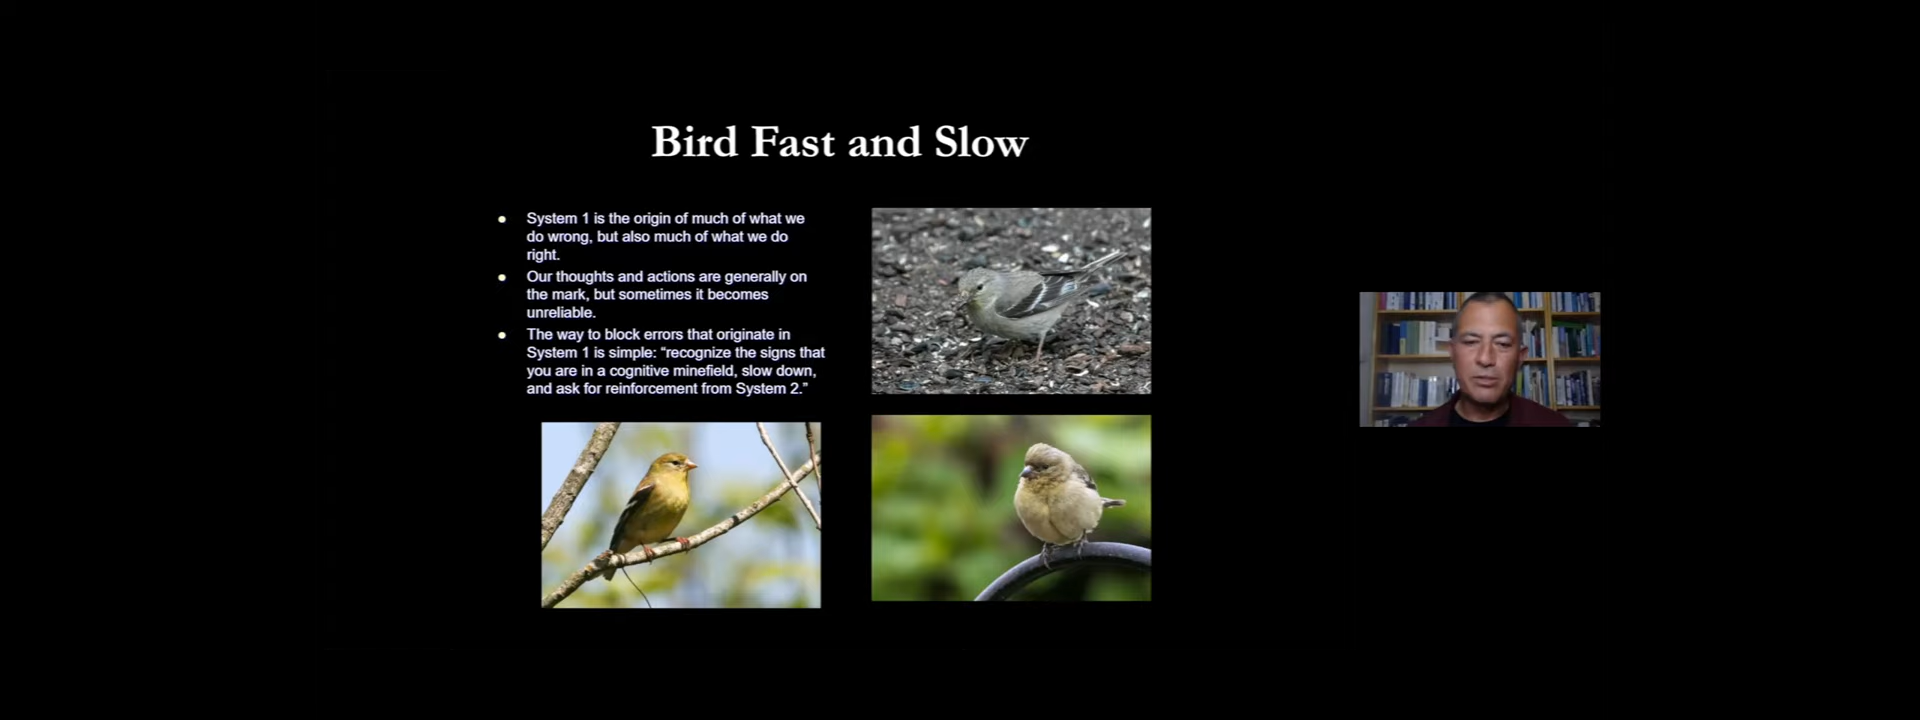 Bird Fast and Slow
● System 1 is the origin of much of what we
do wrong, but also much of what we do
right.
● Our thoughts and actions are generally on
the mark, but sometimes it becomes
unreliable.
● The way to block errors that originate in
System 1 is simple: “recognize the signs that
you are in a cognitive minefield, slow down,
and ask for reinforcement from System 2.”